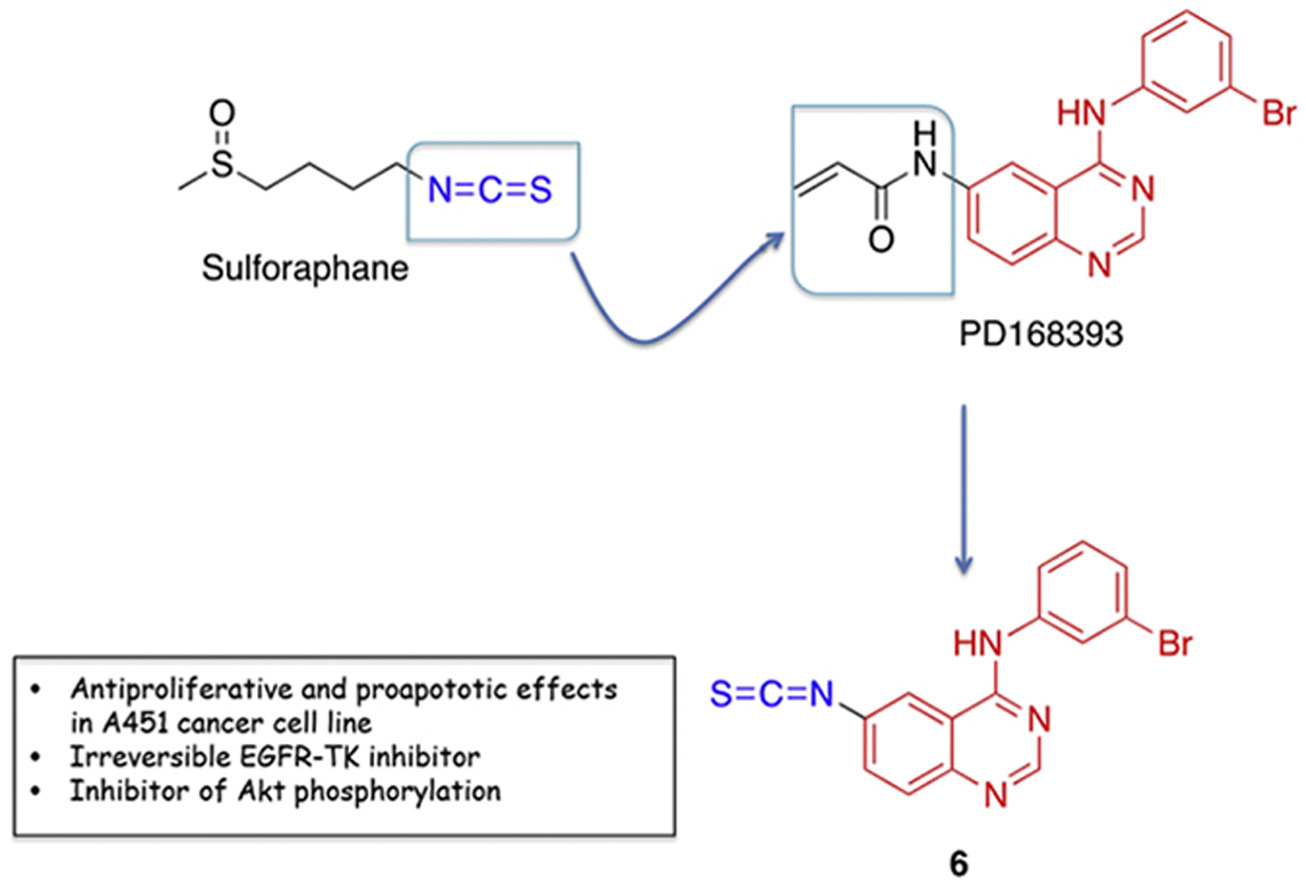 O
S
N=C=S
Sulforaphane
H
N
O
HN
Br
N
N
PD168393
HN
Br
S=C=N
N
N
6
• Antiproliferative and proapototic effects
in A451 cancer cell line
• Irreversible EGFR-TK inhibitor
• Inhibitor of Akt phosphorylation